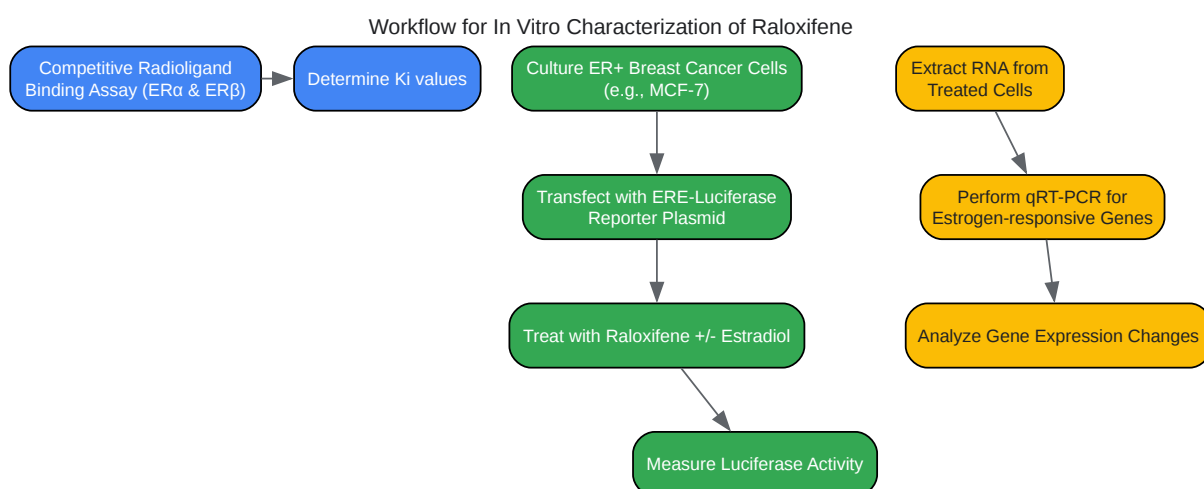 Workflow for In Vitro Characterization of Raloxifene
Competitive Radioligand
Binding Assay (ERα & ERβ)
Determine Ki values
Culture ER+ Breast Cancer Cells
(e.g., MCF-7)
Transfect with ERE-Luciferase
Reporter Plasmid
Treat with Raloxifene +/- Estradiol
Measure Luciferase Activity
Extract RNA from
Treated Cells
Perform qRT-PCR for
Estrogen-responsive Genes
Analyze Gene Expression Changes